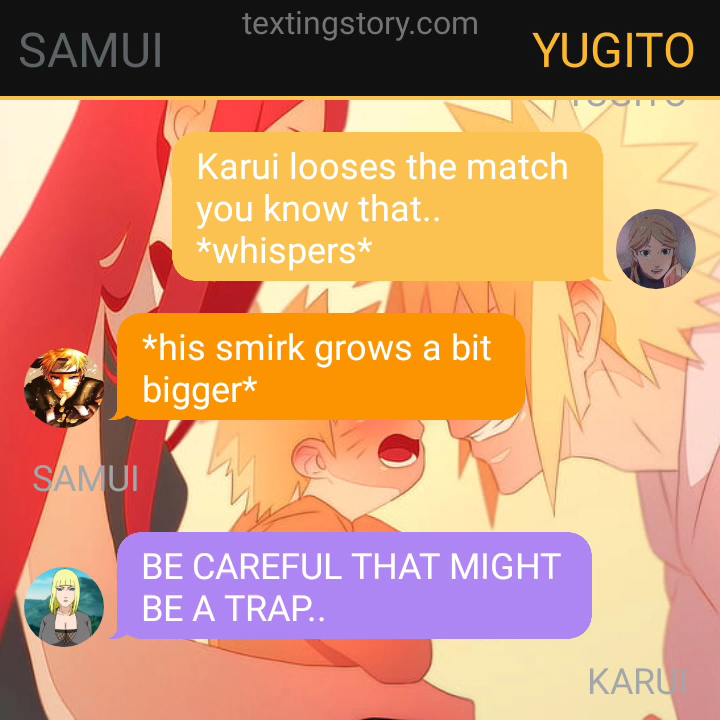 textingstory.com
SAMUI
YUGITO
YUGITO
Karui looses the match
you know that..
*whispers*
*his smirk grows a bit
bigger*
SAMUI
BE CAREFUL THAT MIGHT
BE A TRAP..
KARUI